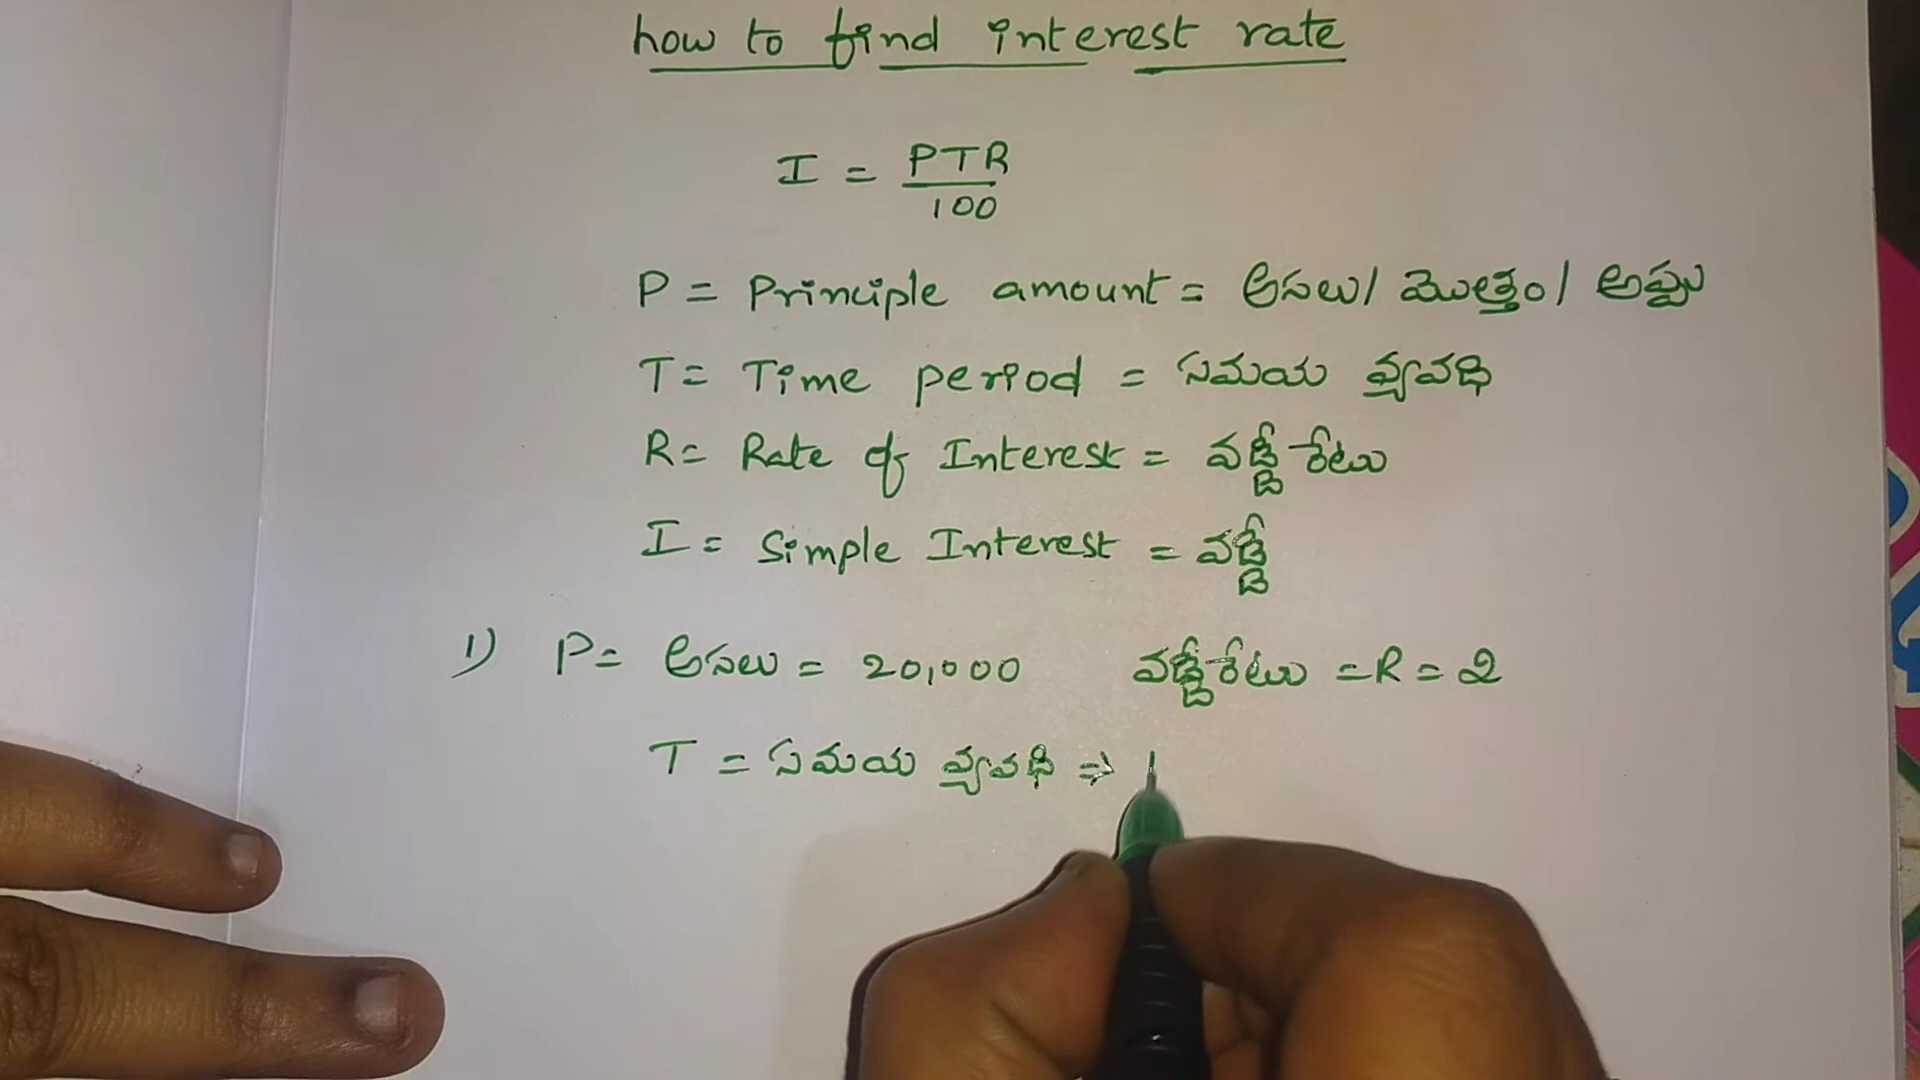 how to find interest rate
I = PTR
100
P = Principle amount = అసలు / మొత్తం / అప్పు
T = Time period = సమయ వ్యవధి
R = Rate of Interest = వడ్డీ రేటు
I = Simple Interest = వడ్డీ
1) P = అసలు = 20,000 వడ్డీరేటు = R = 2
T = సమయ వ్యవధి ⇒ 1